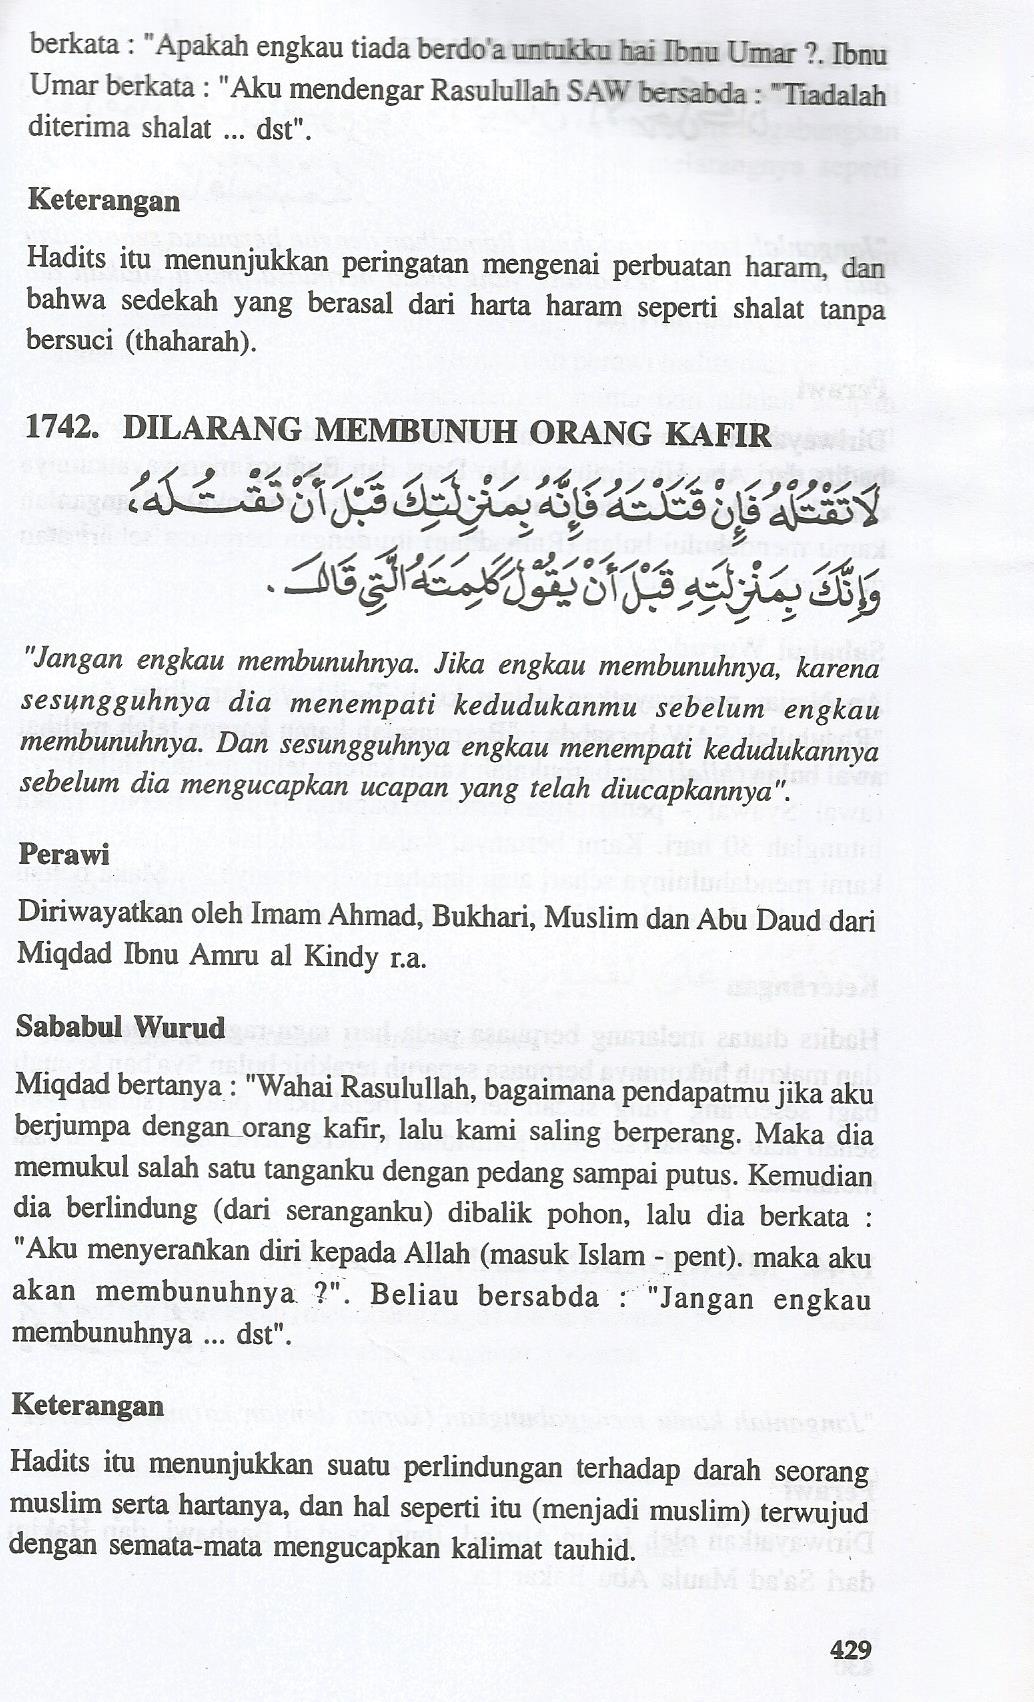 berkata : "Apakah engkau tiada berdo'a untukku hai Ibnu Umar ?. Ibnu
Umar berkata : "Aku mendengar Rasulullah SAW bersabda : "Tiadalah
diterima shalat ... dst".
Keterangan
Hadits itu menunjukkan peringatan mengenai perbuatan haram, dan
bahwa sedekah yang berasal dari harta haram seperti shalat tanpa
bersuci (thaharah).
1742. DILARANG MEMBUNUH ORANG KAFIR
لَا تَقْتُلْهُ فَإِنْ قَتَلْتَهُ فَإِنَّهُ بِمَنْزِلَتِكَ قَبْلَ أَنْ تَقْتُلَهُ،
وَإِنَّكَ بِمَنْزِلَتِهِ قَبْلَ أَنْ يَقُوْلَ كَلِمَتَهُ الَّتِي قَالَ.
"Jangan engkau membunuhnya. Jika engkau membunuhnya, karena
sesungguhnya dia menempati kedudukanmu sebelum engkau
membunuhnya. Dan sesungguhnya engkau menempati kedudukannya
sebelum dia mengucapkan ucapan yang telah diucapkannya".
Perawi
Diriwayatkan oleh Imam Ahmad, Bukhari, Muslim dan Abu Daud dari
Miqdad Ibnu Amru al Kindy r.a.
Sababul Wurud
Miqdad bertanya : "Wahai Rasulullah, bagaimana pendapatmu jika aku
berjumpa dengan orang kafir, lalu kami saling berperang. Maka dia
memukul salah satu tanganku dengan pedang sampai putus. Kemudian
dia berlindung (dari seranganku) dibalik pohon, lalu dia berkata :
"Aku menyerahkan diri kepada Allah (masuk Islam - pent). maka aku
akan membunuhnya ?". Beliau bersabda : "Jangan engkau
membunuhnya ... dst".
Keterangan
Hadits itu menunjukkan suatu perlindungan terhadap darah seorang
muslim serta hartanya, dan hal seperti itu (menjadi muslim) terwujud
dengan semata-mata mengucapkan kalimat tauhid.
429